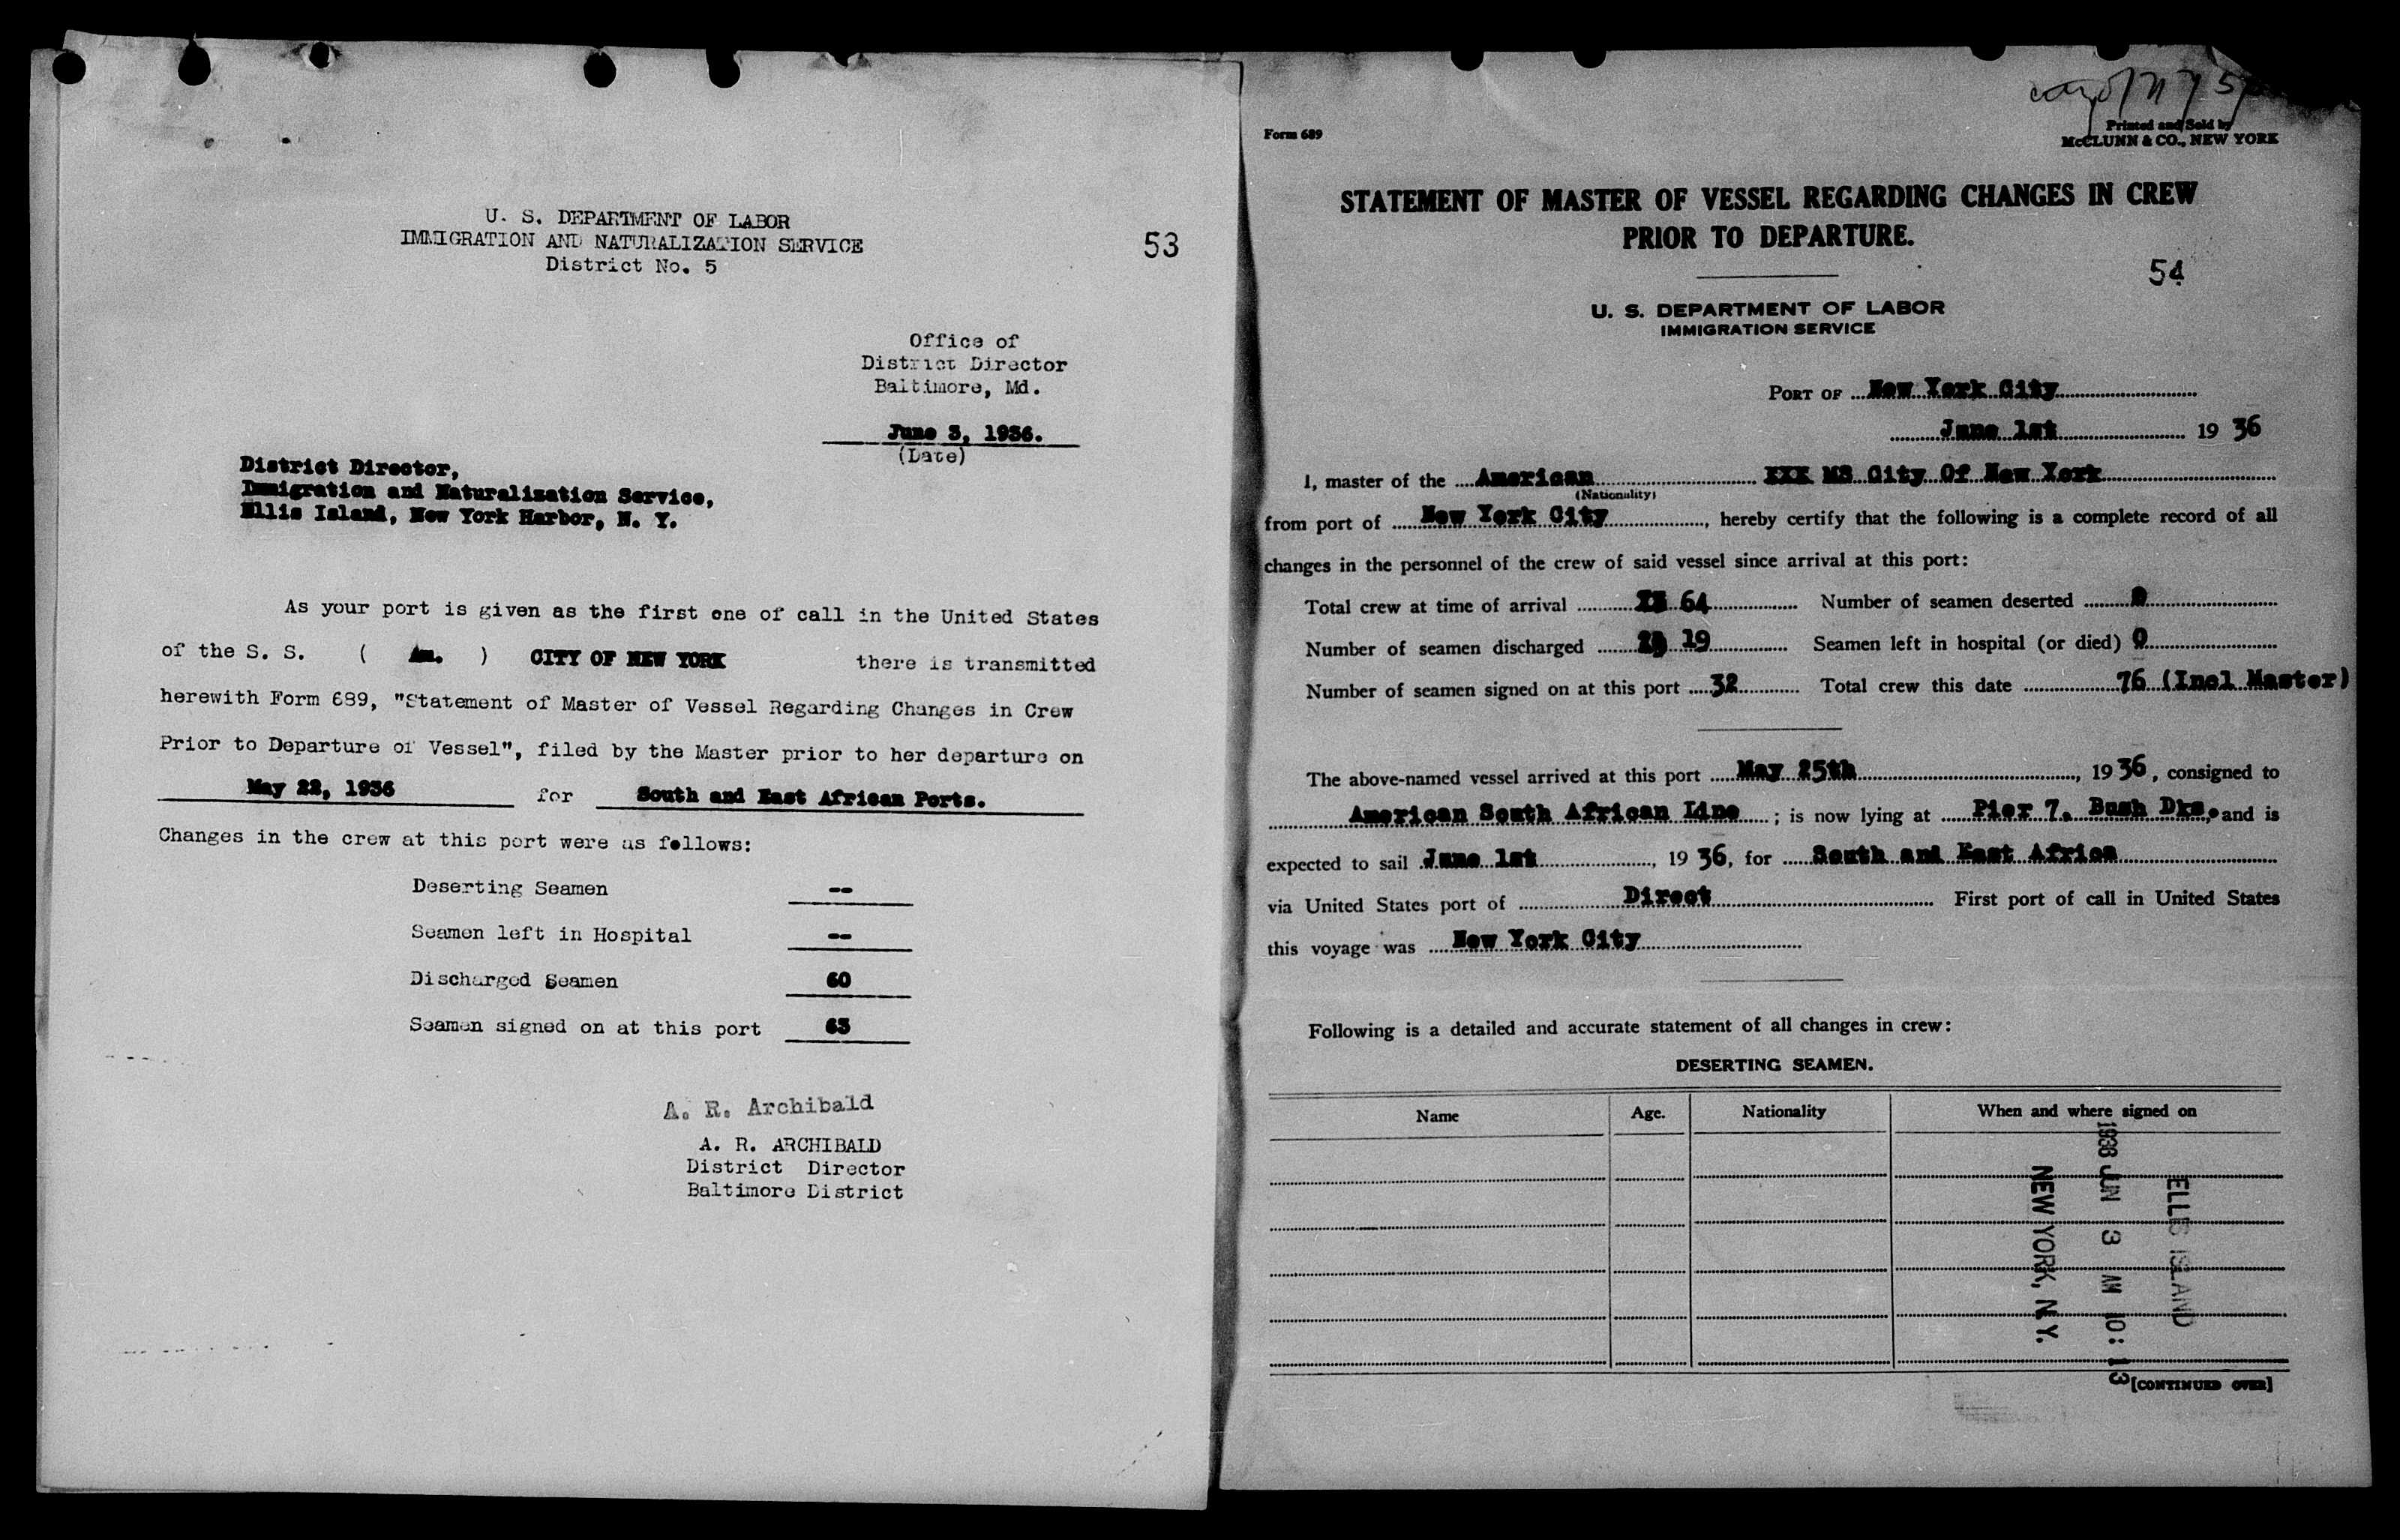 U. S. DEPARTMENT OF LABOR
IMMIGRATION AND NATURALIZATION SERVICE
District No. 5
53
Office of
District Director
Baltimore, Md.
June 3, 1936.
(Date)
District Director,
Immigration and Naturalization Service,
Ellis Island, New York Harbor, N. Y.
As your port is given as the first one of call in the United States
of the S. S. ( Am. ) CITY OF NEW YORK there is transmitted
herewith Form 689, "Statement of Master of Vessel Regarding Changes in Crew
Prior to Departure of Vessel", filed by the Master prior to her departure on
May 22, 1936 for South and East African Ports.
Changes in the crew at this port were as follows:
Deserting Seamen --
Seamen left in Hospital --
Discharged Seamen 60
Seamen signed on at this port 63
A. R. Archibald
A. R. ARCHIBALD
District Director
Baltimore District
Form 689
Printed and Sold by
McCLUNN & CO., NEW YORK
STATEMENT OF MASTER OF VESSEL REGARDING CHANGES IN CREW
PRIOR TO DEPARTURE.
54
U. S. DEPARTMENT OF LABOR
IMMIGRATION SERVICE
PORT OF New York City
June 1st 19 36
I, master of the American XXX MS City Of New York
(Nationality)
from port of New York City, hereby certify that the following is a complete record of all
changes in the personnel of the crew of said vessel since arrival at this port:
Total crew at time of arrival 64 Number of seamen deserted 0
Number of seamen discharged 19 Seamen left in hospital (or died) 0
Number of seamen signed on at this port 32 Total crew this date 76 (Incl Master)
The above-named vessel arrived at this port May 25th, 19 36, consigned to
American South African Line; is now lying at Pier 7, Bush Dks, and is
expected to sail June 1st, 19 36, for South and East Africa
via United States port of Direct First port of call in United States
this voyage was New York City
Following is a detailed and accurate statement of all changes in crew:
DESERTING SEAMEN.
Name Age. Nationality When and where signed on
ELLIS ISLAND
1936 JUN 3 AM 10: 13
NEW YORK, N.Y.
[CONTINUED OVER]